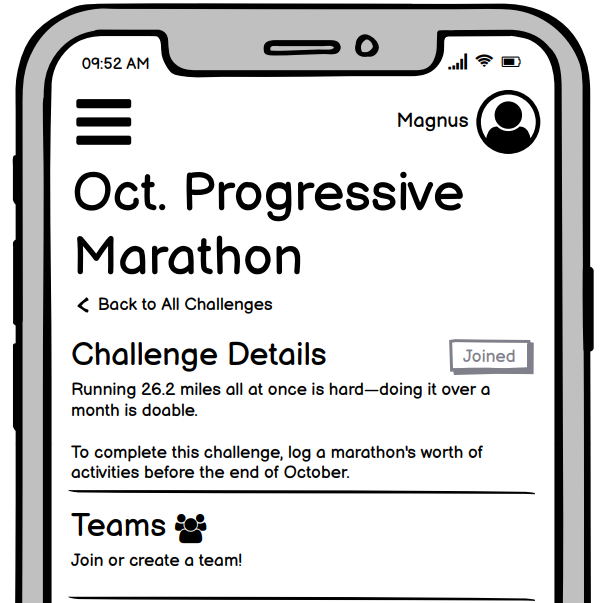 09:52 AM
Magnus
Oct. Progressive
Marathon
Back to All Challenges
Challenge Details
Joined
Running 26.2 miles all at once is hard—doing it over a
month is doable.
To complete this challenge, log a marathon's worth of
activities before the end of October.
Teams
Join or create a team!